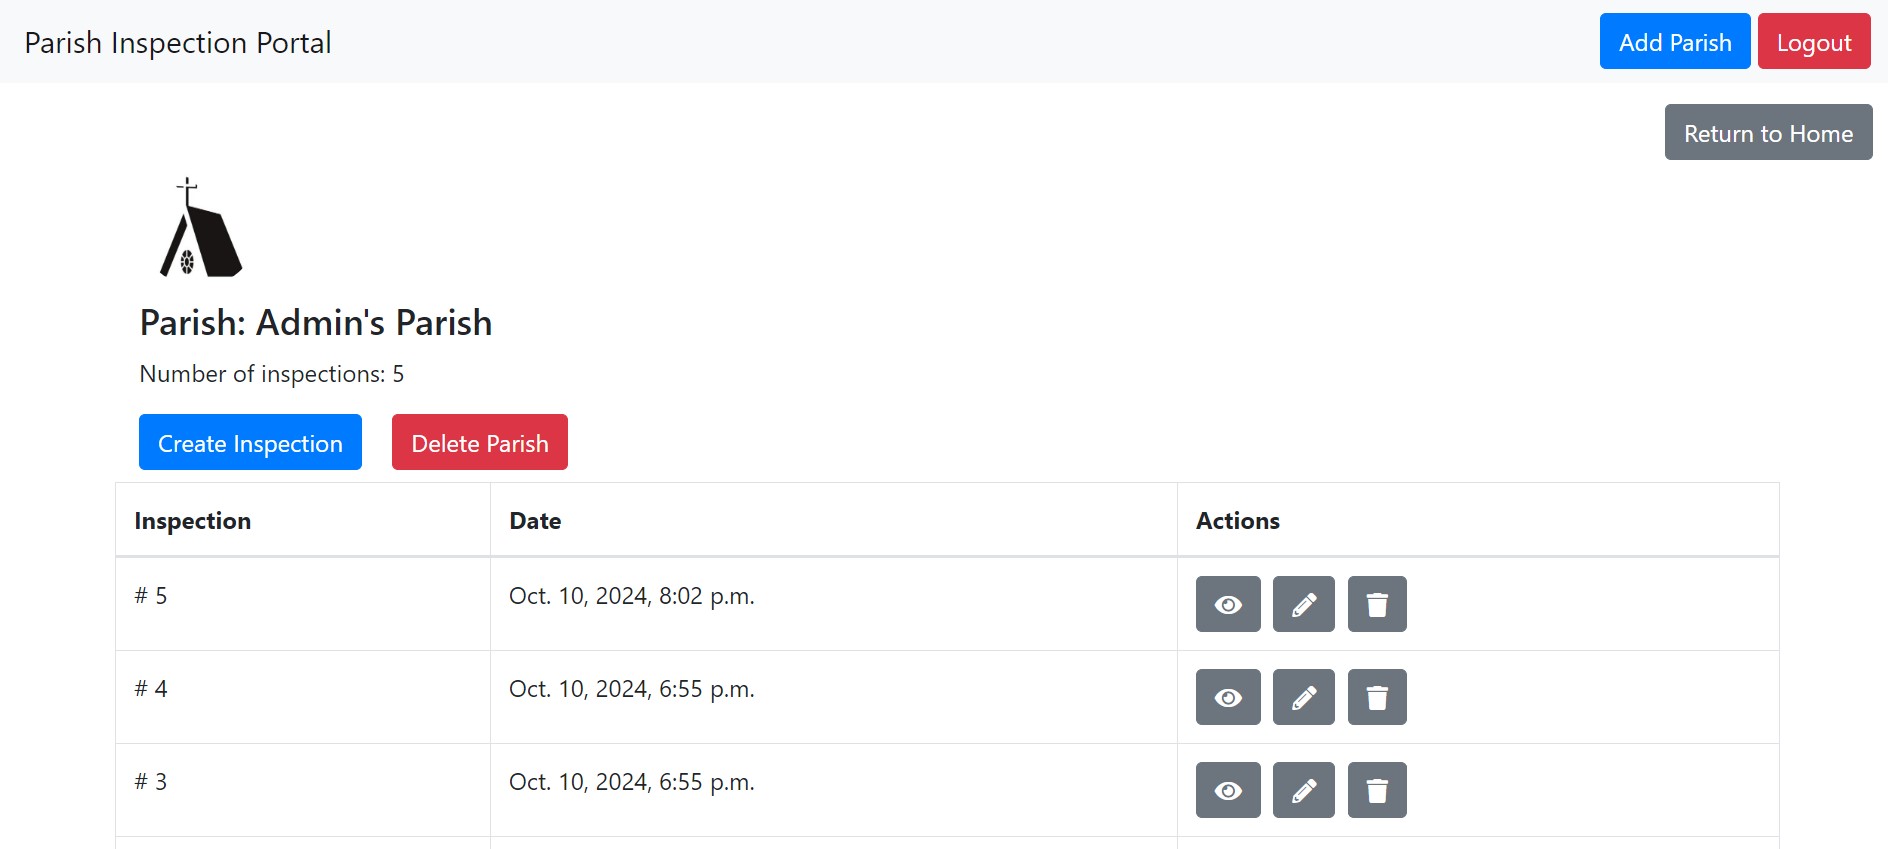 Parish Inspection Portal
Add Parish
Logout
Return to Home
Parish: Admin's Parish
Number of inspections: 5
Create Inspection
Delete Parish
Inspection Date Actions
# 5 Oct. 10, 2024, 8:02 p.m.
# 4 Oct. 10, 2024, 6:55 p.m.
# 3 Oct. 10, 2024, 6:55 p.m.